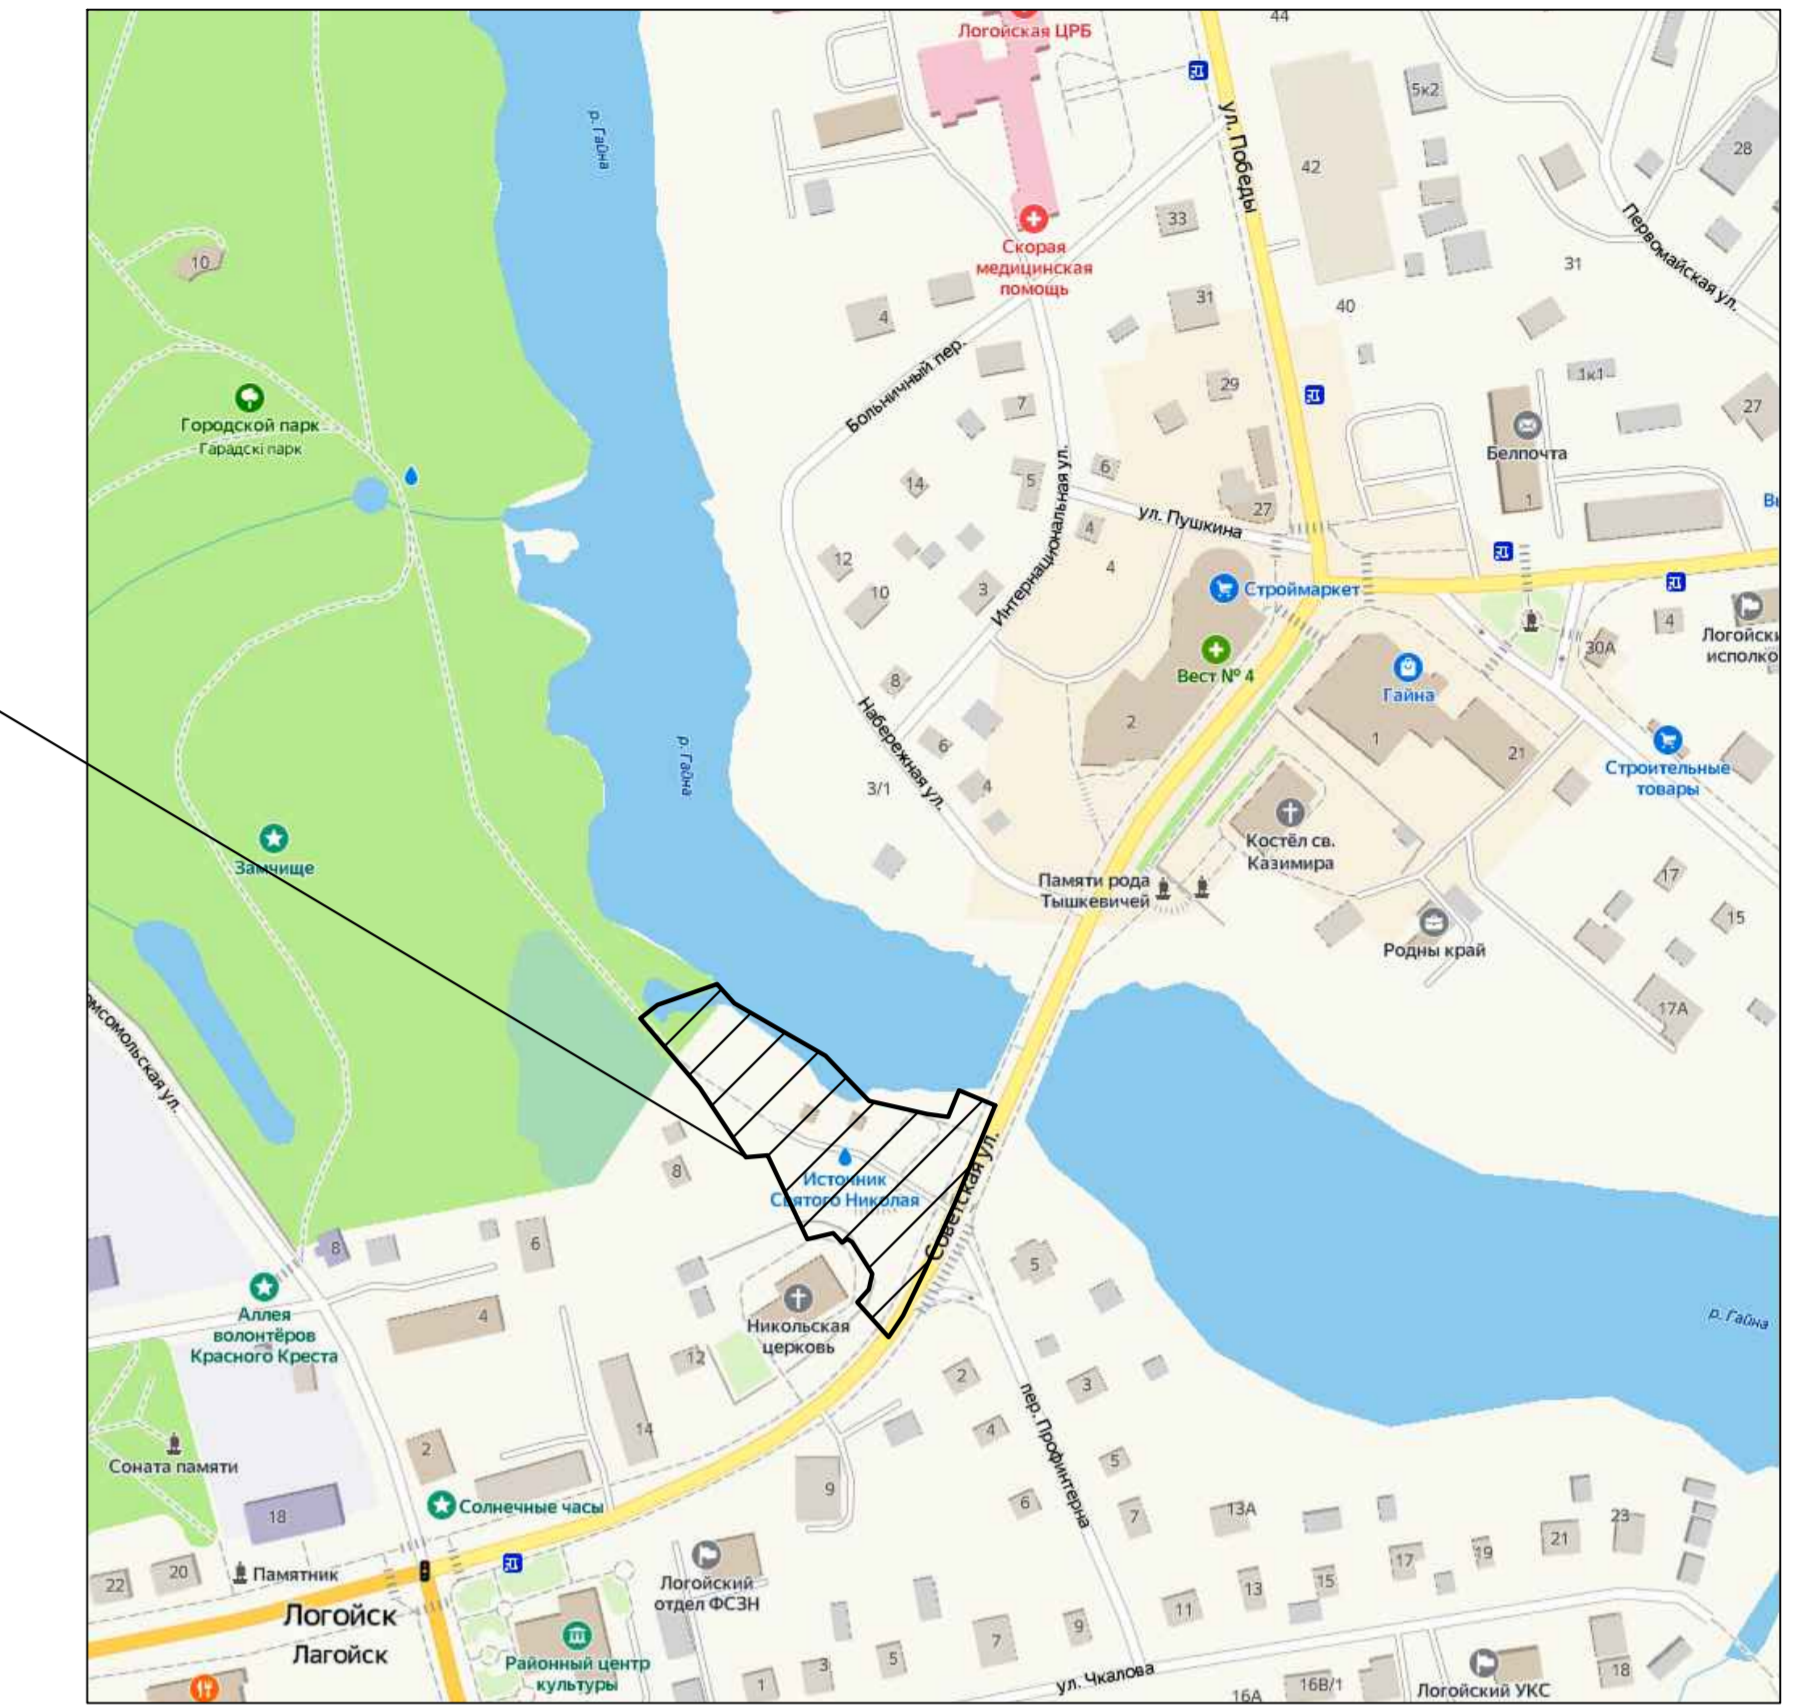 44
Логойская ЦРБ
5к2
р. Гайна
ул. Победы
42
28
33
Первомайская ул.
Скорая
медицинская
помощь
10
31
31
40
4
Больничный пер.
29
1к1
27
7
Городской парк
Гарадскі парк
Белпочта
14
5
6
Интернациональная ул.
ул. Пушкина
27
1
4
12
4
10
3
Строймаркет
4
Логойски
исполко
30А
8
Вест № 4
Гайна
Набережная ул.
2
1
21
6
р. Гайна
3/1
4
Строительные
товары
Замчище
Костёл св.
Казимира
Памяти рода
Тышкевичей
17
15
Родны край
17А
омсомольская ул.
8
Источник
Святого Николая
Советская ул.
8
6
5
Аллея
волонтёров
Красного Креста
4
Никольская
церковь
р. Гайна
12
2
3
пер. Профинтерна
14
2
4
5
Соната памяти
9
Солнечные часы
18
6
7
13А
23
21
19
17
22
20
Памятник
Логойский
отдел ФСЗН
15
13
11
Логойск
Лагойск
9
7
5
3
1
Районный центр
культуры
ул. Чкалова
16А
16В/1
Логойский УКС
18